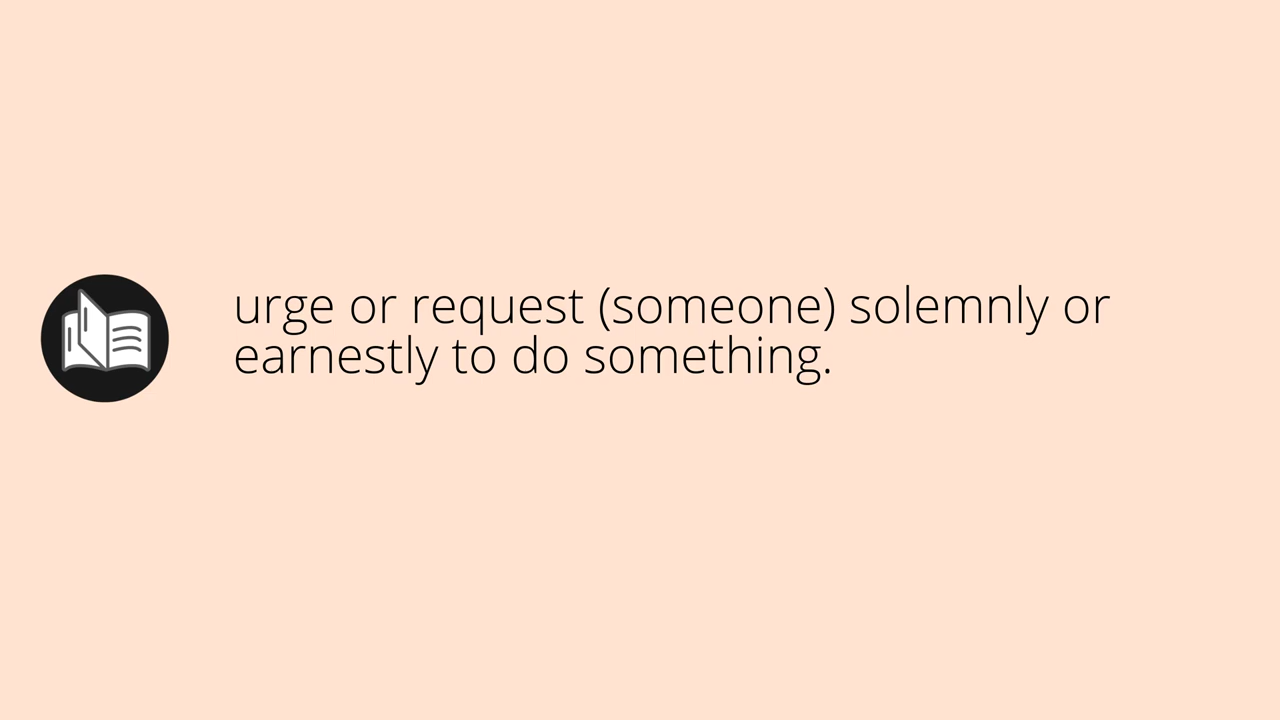 urge or request (someone) solemnly or
earnestly to do something.